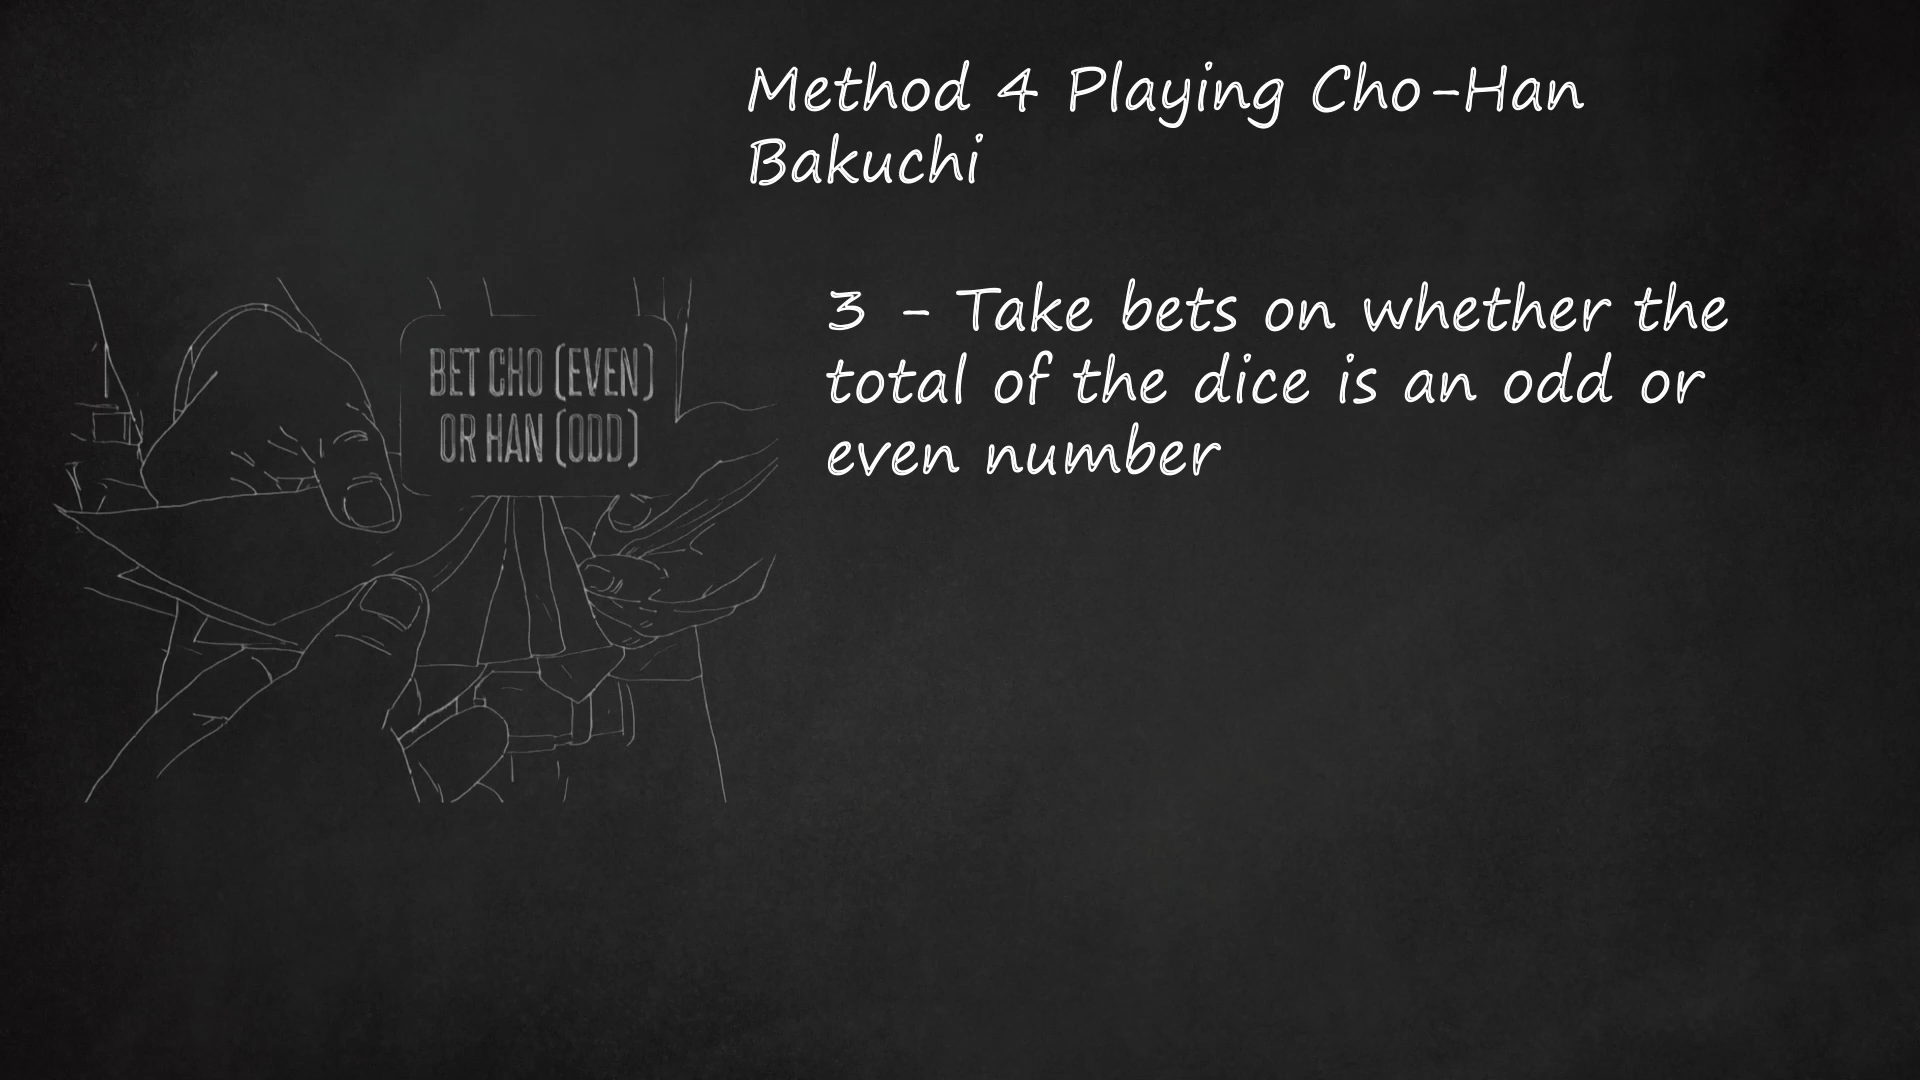 Method 4 Playing Cho-Han
Bakuchi
BET CHO (EVEN)
OR HAN (ODD)
3 - Take bets on whether the
total of the dice is an odd or
even number